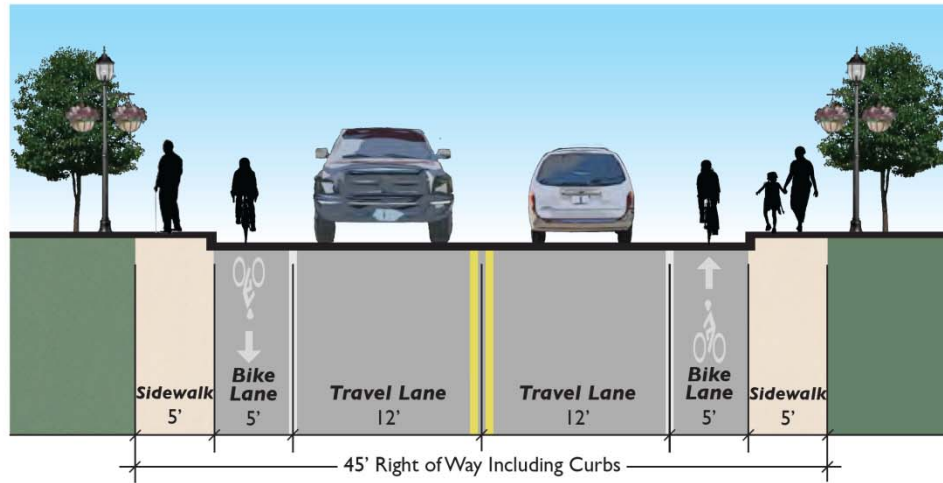 Sidewalk
5'
Bike
Lane
5'
Travel Lane
12'
Travel Lane
12'
Bike
Lane
5'
Sidewalk
5'
45' Right of Way Including Curbs